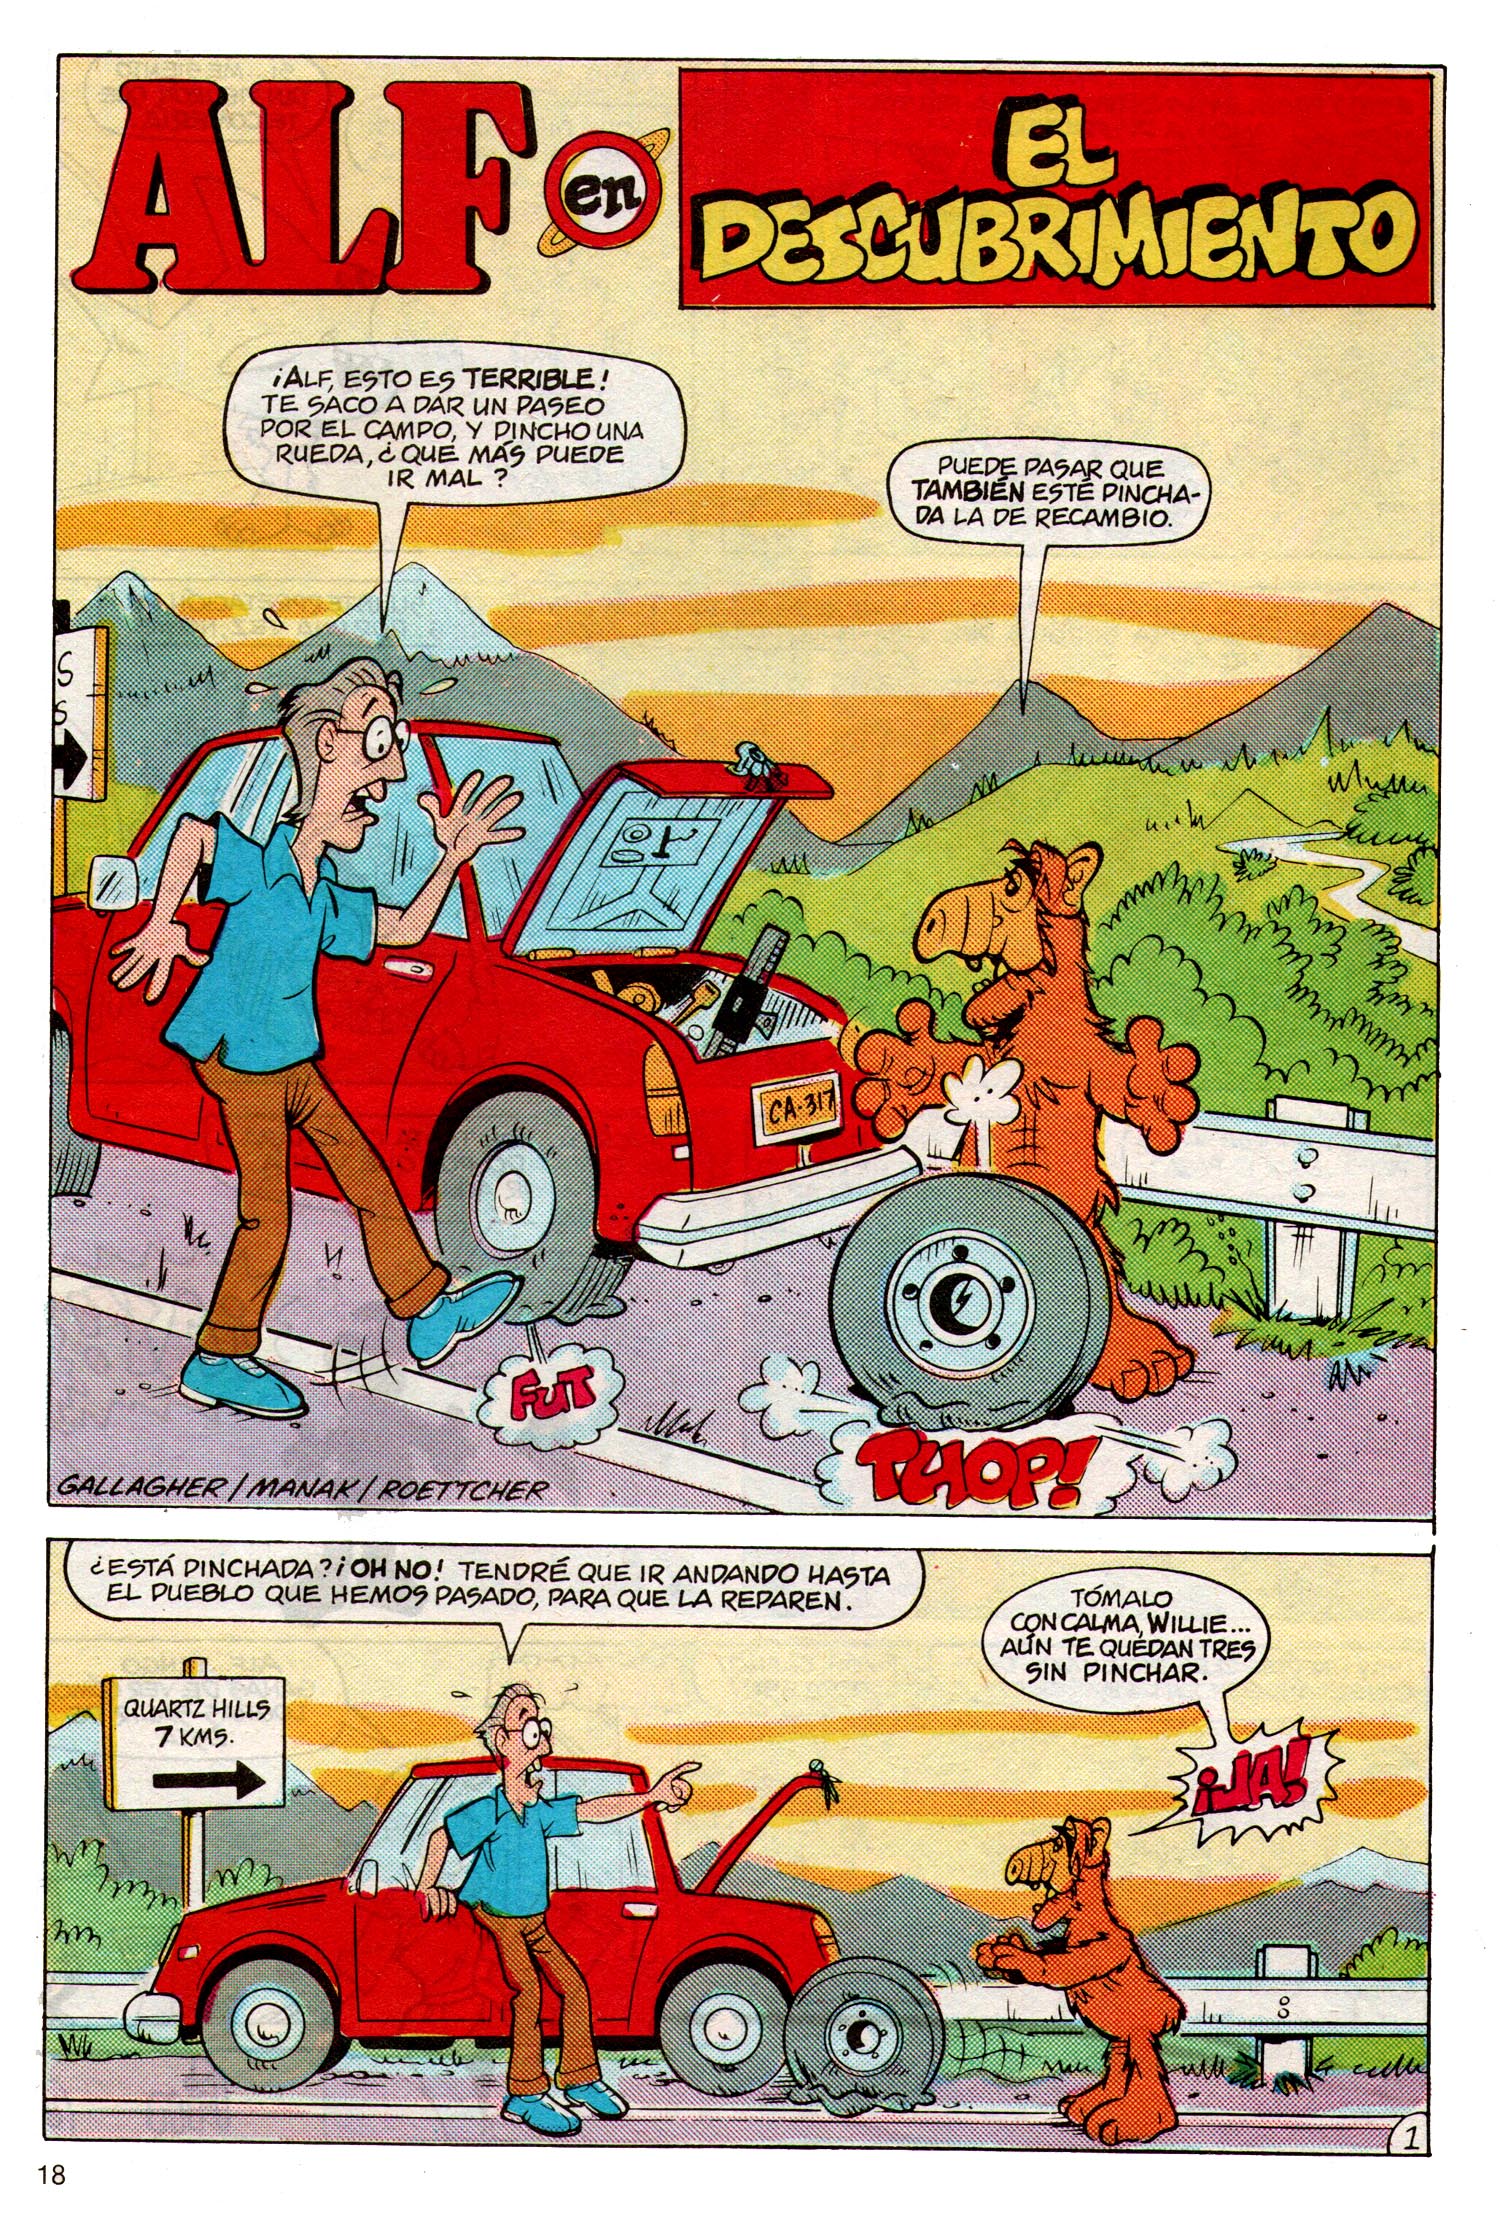 ALF en EL
DESCUBRIMIENTO
¡ALF, ESTO ES TERRIBLE!
TE SACO A DAR UN PASEO
POR EL CAMPO, Y PINCHO UNA
RUEDA, ¿QUE MÁS PUEDE
IR MAL?
PUEDE PASAR QUE
TAMBIÉN ESTÉ PINCHA-
DA LA DE RECAMBIO.
S
S
CA-317
FUT
THOP!
GALLAGHER/MANAK/ROETTCHER
¿ESTÁ PINCHADA? ¡OH NO! TENDRÉ QUE IR ANDANDO HASTA
EL PUEBLO QUE HEMOS PASADO, PARA QUE LA REPAREN.
TÓMALO
CON CALMA, WILLIE...
AÚN TE QUEDAN TRES
SIN PINCHAR.
¡JA!
QUARTZ HILLS
7 KMS.
1
18